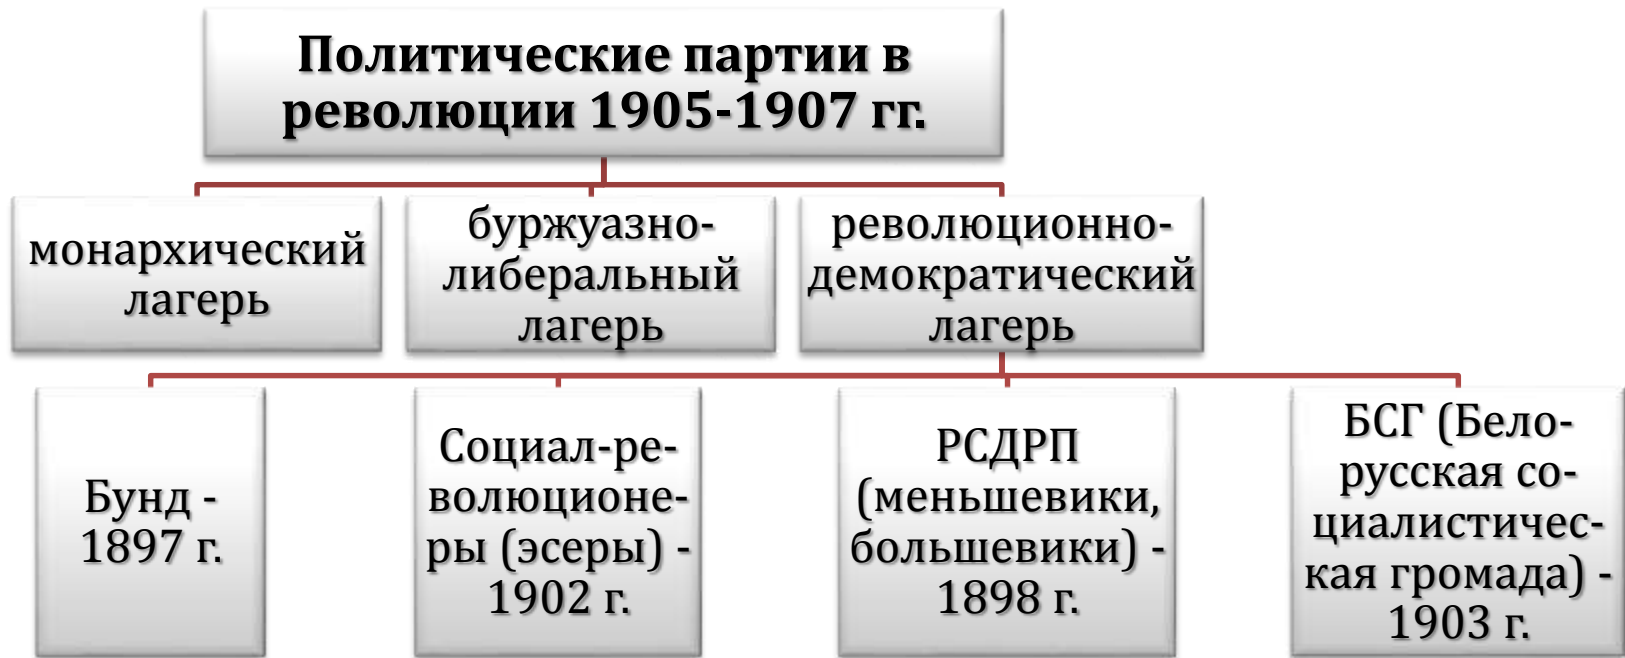 Политические партии в
революции 1905-1907 гг.
монархический
лагерь
буржуазно-
либеральный
лагерь
революционно-
демократический
лагерь
Бунд -
1897 г.
Социал-ре-
волюционе-
ры (эсеры) -
1902 г.
РСДРП
(меньшевики,
большевики) -
1898 г.
БСГ (Бело-
русская со-
циалистичес-
кая громада) -
1903 г.